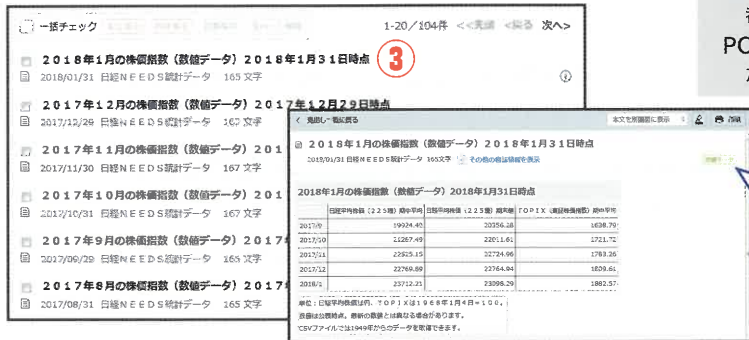 一括チェック
1-20／104件 <<先頭 <戻る 次へ>
2018年1月の株価指数（数値データ）2018年1月31日時点
③
2018/01/31 日経NEEDS統計データ 165文字
2017年12月の株価指数（数値データ）2017年12月29日時点
2017/12/29 日経NEEDS統計データ 167文字
2017年11月の株価指数（数値データ）201
2017/11/30 日経NEEDS統計データ 167文字
2017年10月の株価指数（数値データ）201
2017/10/31 日経NEEDS統計データ 167文字
2017年9月の株価指数（数値データ）2017
2017/09/29 日経NEEDS統計データ 165文字
2017年8月の株価指数（数値データ）2017
2017/08/31 日経NEEDS統計データ 165文字
< 見出し一覧に戻る
本文を別画面に表示
印刷
2018年1月の株価指数（数値データ）2018年1月31日時点
2018/01/31 日経NEEDS統計データ 165文字 その他の書誌情報を表示
2018年1月の株価指数（数値データ）2018年1月31日時点
日経平均株価（225種）期中平均 日経平均株価（225種）期末値 TOPIX（東証株価指数）期中平均
2017/9 19924.40 20356.28 1638.79
2017/10 21267.49 22011.61 1721.72
2017/11 22525.15 22724.96 1783.26
2017/12 22769.89 22764.94 1809.61
2018/1 23712.21 23098.29 1882.57
単位：日経平均株価は円、TOPIXは1968年1月4日=100。
数値は公表時点。最新の数値とは異なる場合があります。
CSVファイルでは1949年からのデータを取得できます。
PC